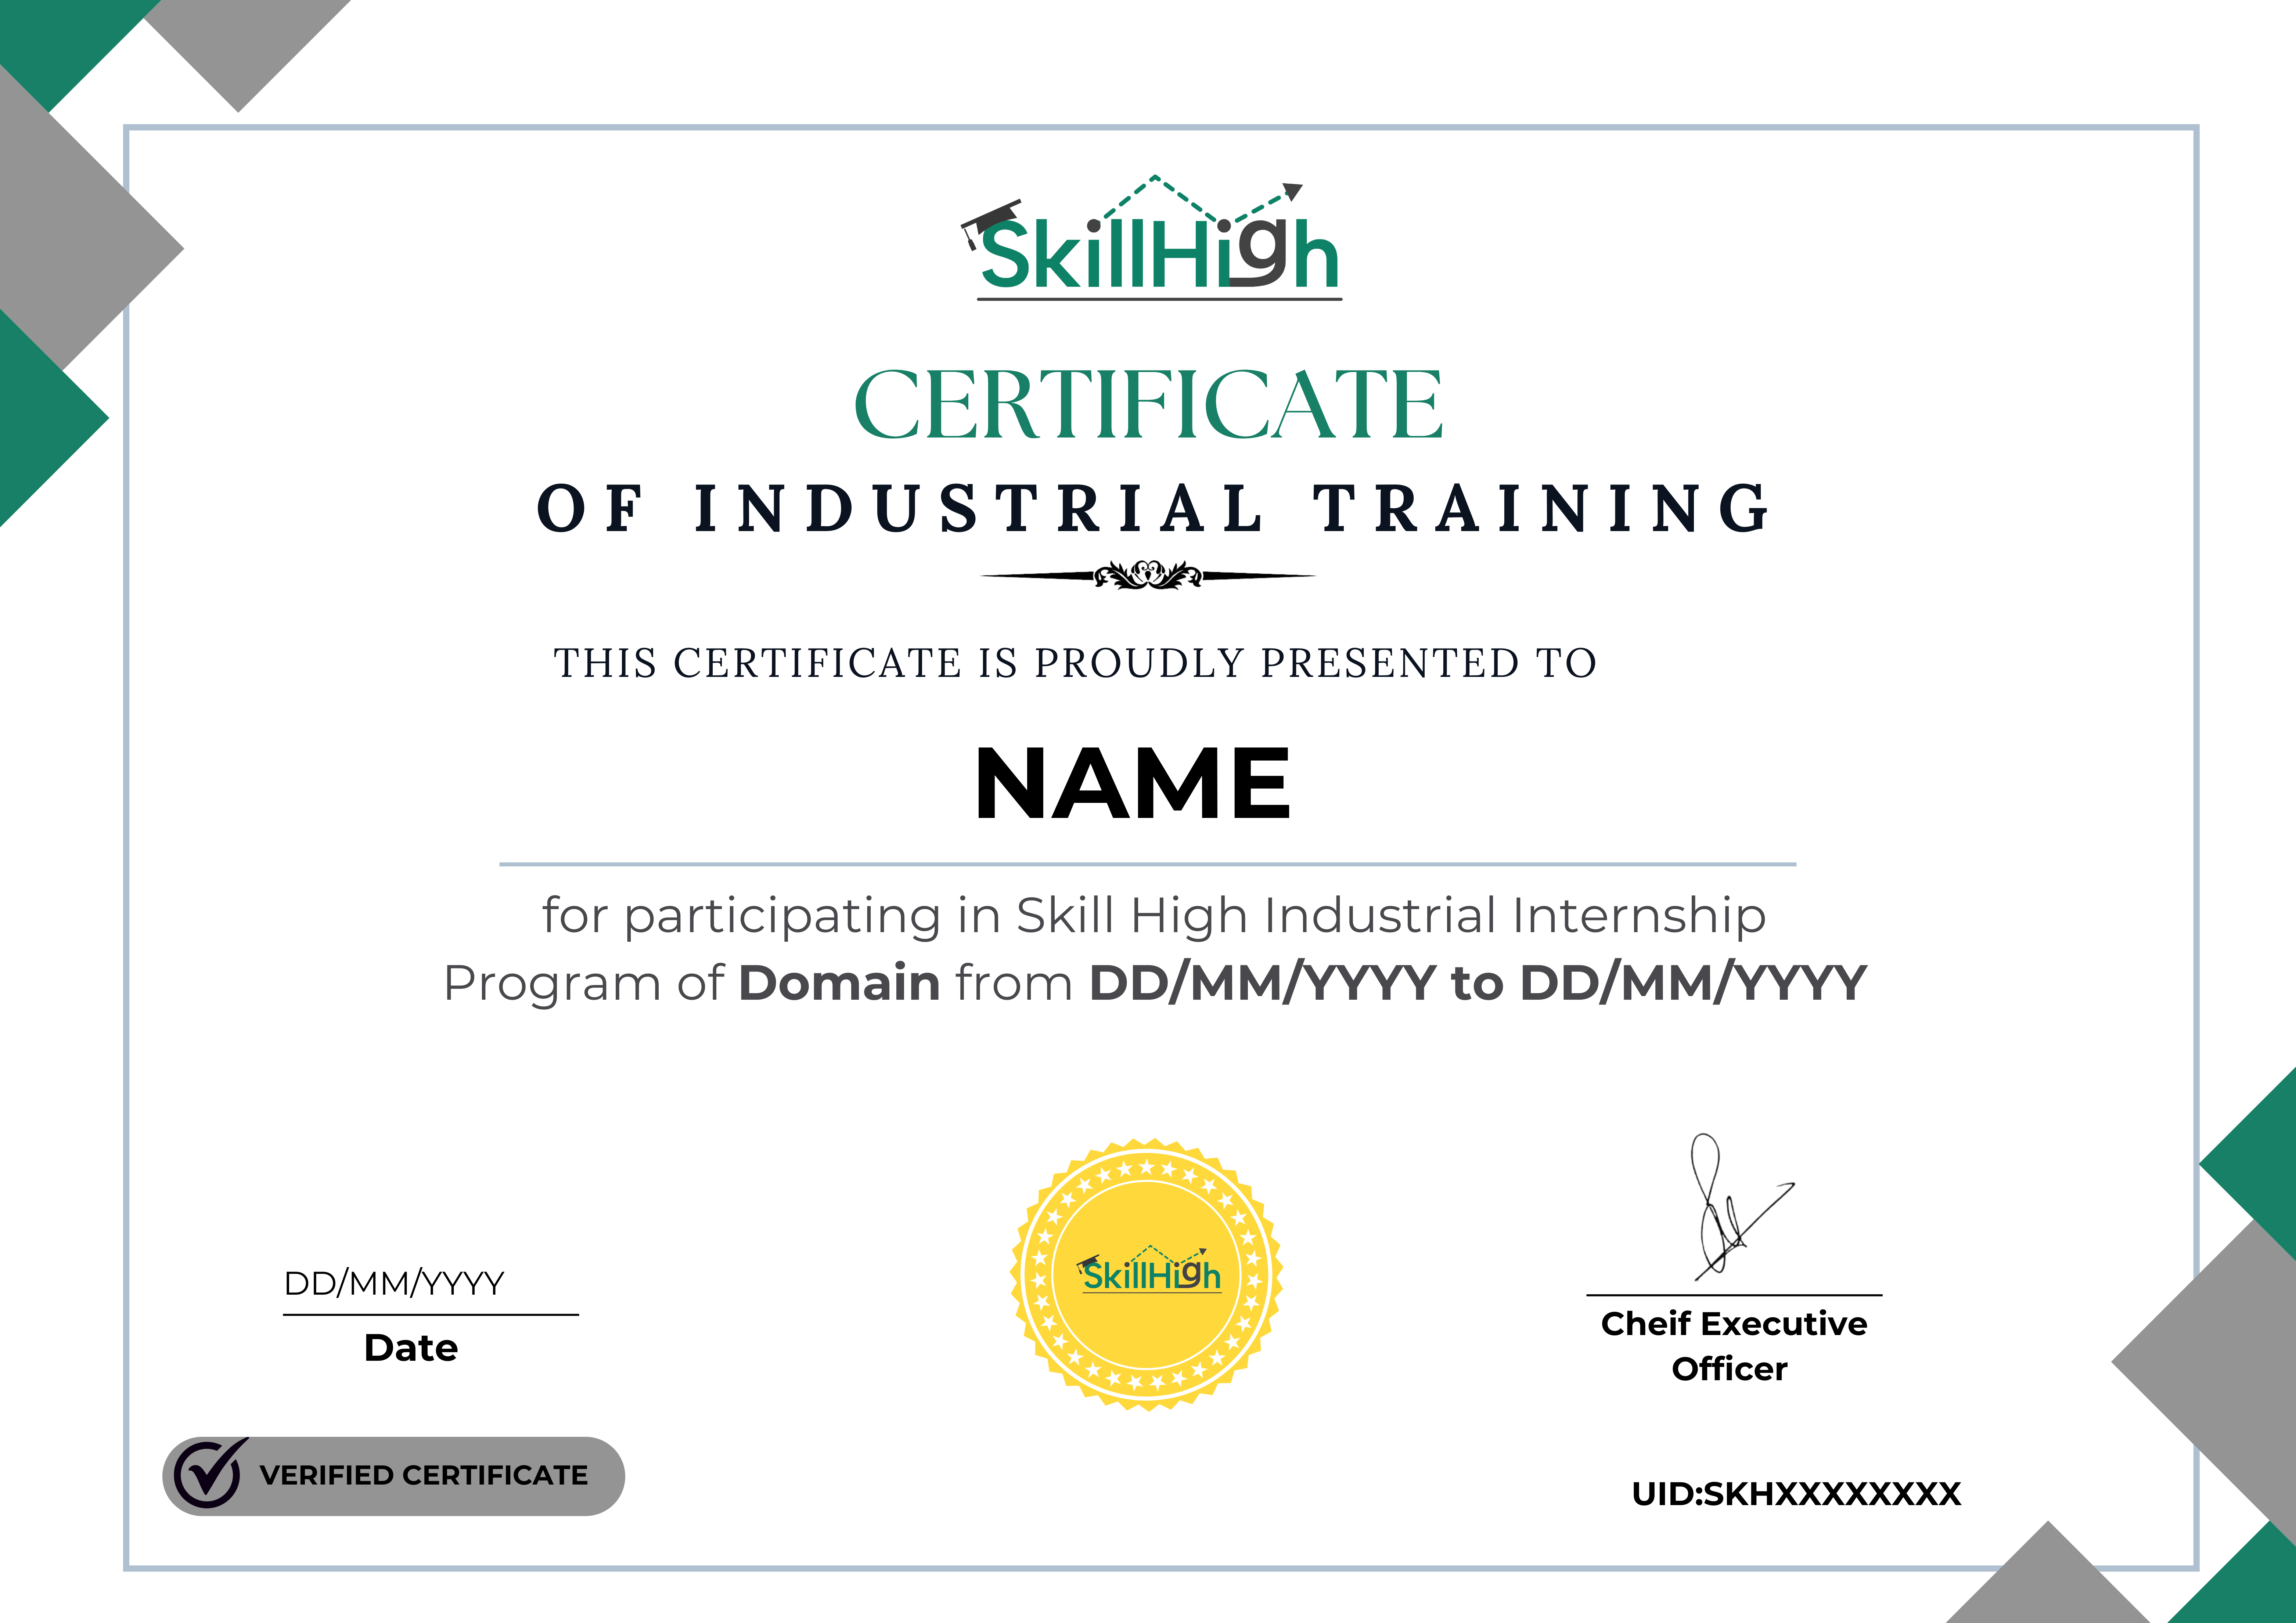 SkillHigh
CERTIFICATE
OF INDUSTRIAL TRAINING
THIS CERTIFICATE IS PROUDLY PRESENTED TO
NAME
for participating in Skill High Industrial Internship
Program of Domain from DD/MM/YYYY to DD/MM/YYYY
DD/MM/YYYY
Date
SkillHigh
Cheif Executive
Officer
VERIFIED CERTIFICATE
UID:SKHXXXXXXXX